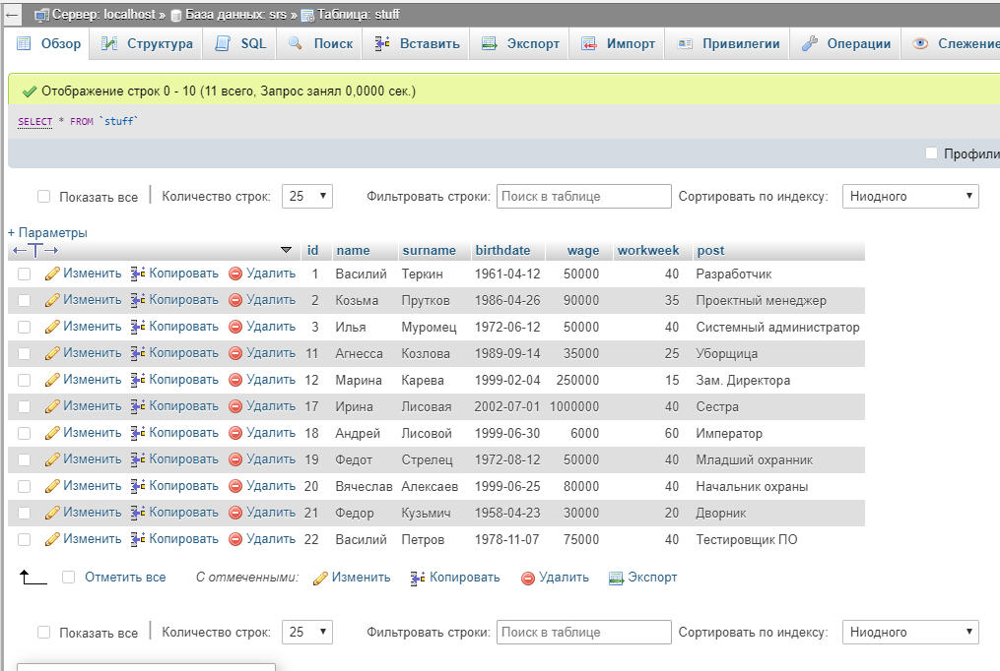 Сервер: localhost » База данных: srs » Таблица: stuff
Обзор Структура SQL Поиск Вставить Экспорт Импорт Привилегии Операции Слежение
Отображение строк 0 - 10 (11 всего, Запрос занял 0,0000 сек.)
SELECT * FROM `stuff`
Профили
Показать все Количество строк: 25 Фильтровать строки: Поиск в таблице Сортировать по индексу: Ниодного
+ Параметры
←T→ id name surname birthdate wage workweek post
Изменить Копировать Удалить 1 Василий Теркин 1961-04-12 50000 40 Разработчик
Изменить Копировать Удалить 2 Козьма Прутков 1986-04-26 90000 35 Проектный менеджер
Изменить Копировать Удалить 3 Илья Муромец 1972-06-12 50000 40 Системный администратор
Изменить Копировать Удалить 11 Агнесса Козлова 1989-09-14 35000 25 Уборщица
Изменить Копировать Удалить 12 Марина Карева 1999-02-04 250000 15 Зам. Директора
Изменить Копировать Удалить 17 Ирина Лисовая 2002-07-01 1000000 40 Сестра
Изменить Копировать Удалить 18 Андрей Лисовой 1999-06-30 6000 60 Император
Изменить Копировать Удалить 19 Федот Стрелец 1972-08-12 50000 40 Младший охранник
Изменить Копировать Удалить 20 Вячеслав Алексаев 1999-06-25 80000 40 Начальник охраны
Изменить Копировать Удалить 21 Федор Кузьмич 1958-04-23 30000 20 Дворник
Изменить Копировать Удалить 22 Василий Петров 1978-11-07 75000 40 Тестировщик ПО
Отметить все С отмеченными: Изменить Копировать Удалить Экспорт
Показать все Количество строк: 25 Фильтровать строки: Поиск в таблице Сортировать по индексу: Ниодного